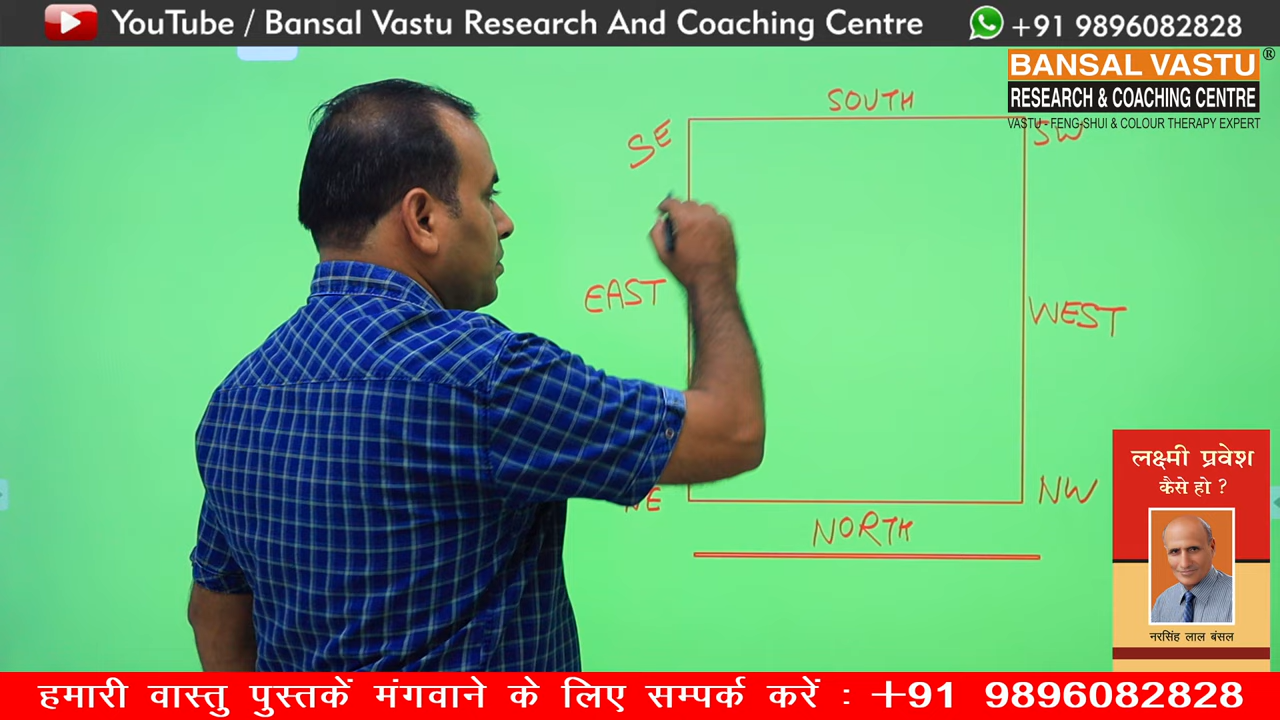 YouTube / Bansal Vastu Research And Coaching Centre
+91 9896082828
BANSAL VASTU ®
RESEARCH & COACHING CENTRE
VASTU - FENG-SHUI & COLOUR THERAPY EXPERT
SOUTH
SE
SW
EAST
WEST
NE
NW
NORTH
लक्ष्मी प्रवेश
कैसे हो ?
नरसिंह लाल बंसल
हमारी वास्तु पुस्तकें मंगवाने के लिए सम्पर्क करें : +91 9896082828